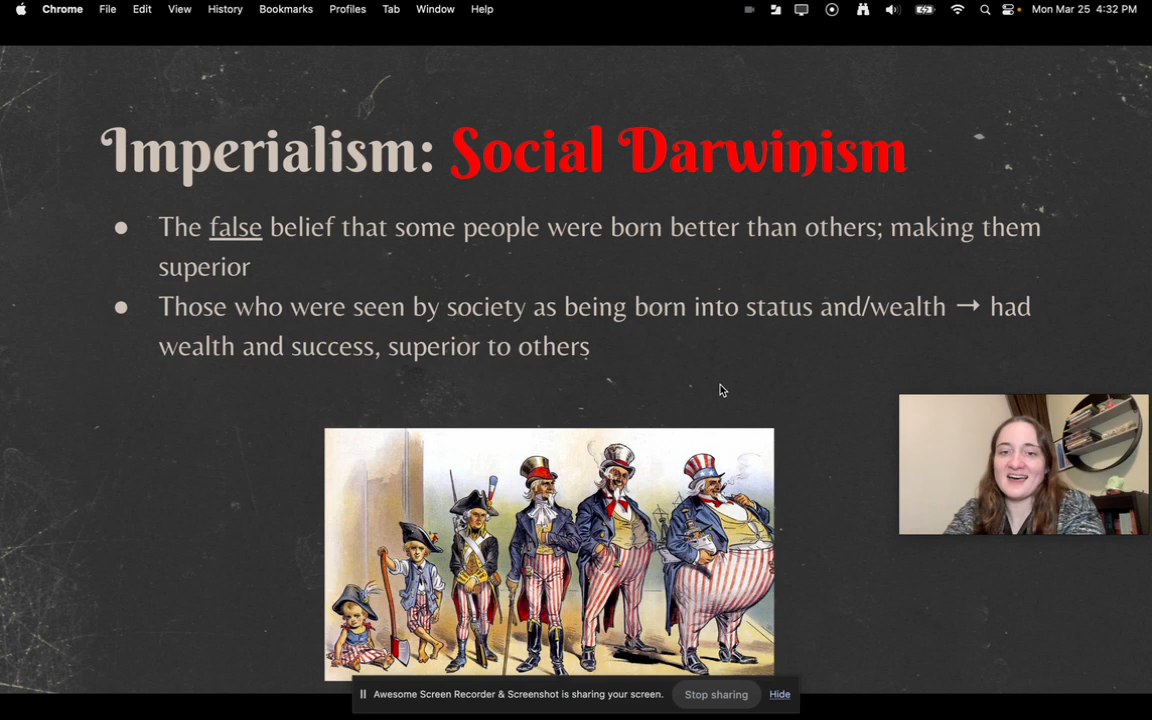 Chrome File Edit View History Bookmarks Profiles Tab Window Help Mon Mar 25 4:32 PM
Imperialism: Social Darwinism
● The false belief that some people were born better than others; making them
superior
● Those who were seen by society as being born into status and/wealth → had
wealth and success, superior to others
Awesome Screen Recorder & Screenshot is sharing your screen. Stop sharing Hide